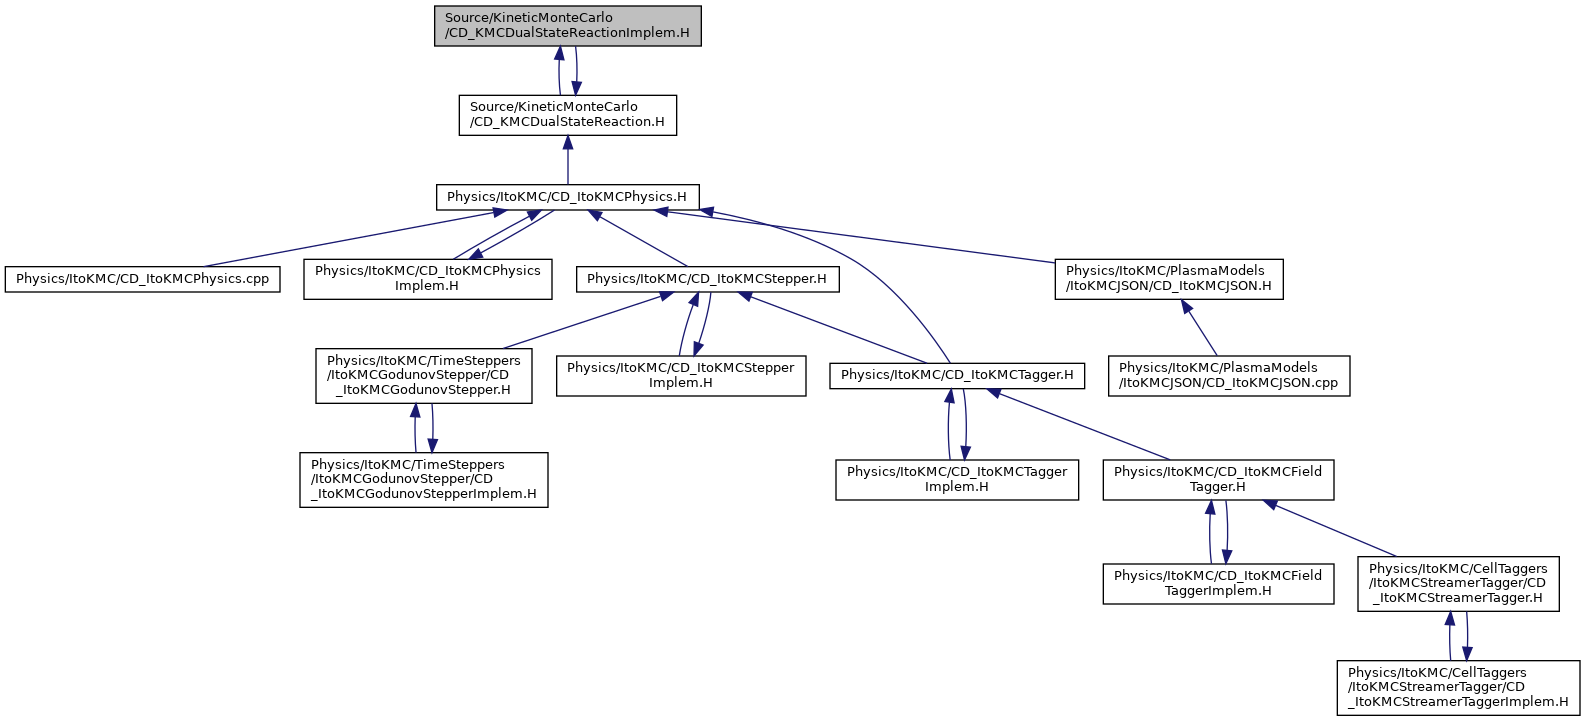 Source/KineticMonteCarlo
/CD_KMCDualStateReactionImplem.H
Source/KineticMonteCarlo
/CD_KMCDualStateReaction.H
Physics/ItoKMC/CD_ItoKMCPhysics.H
Physics/ItoKMC/CD_ItoKMCPhysics.cpp
Physics/ItoKMC/CD_ItoKMCPhysics
Implem.H
Physics/ItoKMC/CD_ItoKMCStepper.H
Physics/ItoKMC/PlasmaModels
/ItoKMCJSON/CD_ItoKMCJSON.H
Physics/ItoKMC/TimeSteppers
/ItoKMCGodunovStepper/CD
_ItoKMCGodunovStepper.H
Physics/ItoKMC/CD_ItoKMCStepper
Implem.H
Physics/ItoKMC/CD_ItoKMCTagger.H
Physics/ItoKMC/PlasmaModels
/ItoKMCJSON/CD_ItoKMCJSON.cpp
Physics/ItoKMC/TimeSteppers
/ItoKMCGodunovStepper/CD
_ItoKMCGodunovStepperImplem.H
Physics/ItoKMC/CD_ItoKMCTagger
Implem.H
Physics/ItoKMC/CD_ItoKMCField
Tagger.H
Physics/ItoKMC/CD_ItoKMCField
TaggerImplem.H
Physics/ItoKMC/CellTaggers
/ItoKMCStreamerTagger/CD
_ItoKMCStreamerTagger.H
Physics/ItoKMC/CellTaggers
/ItoKMCStreamerTagger/CD
_ItoKMCStreamerTaggerImplem.H